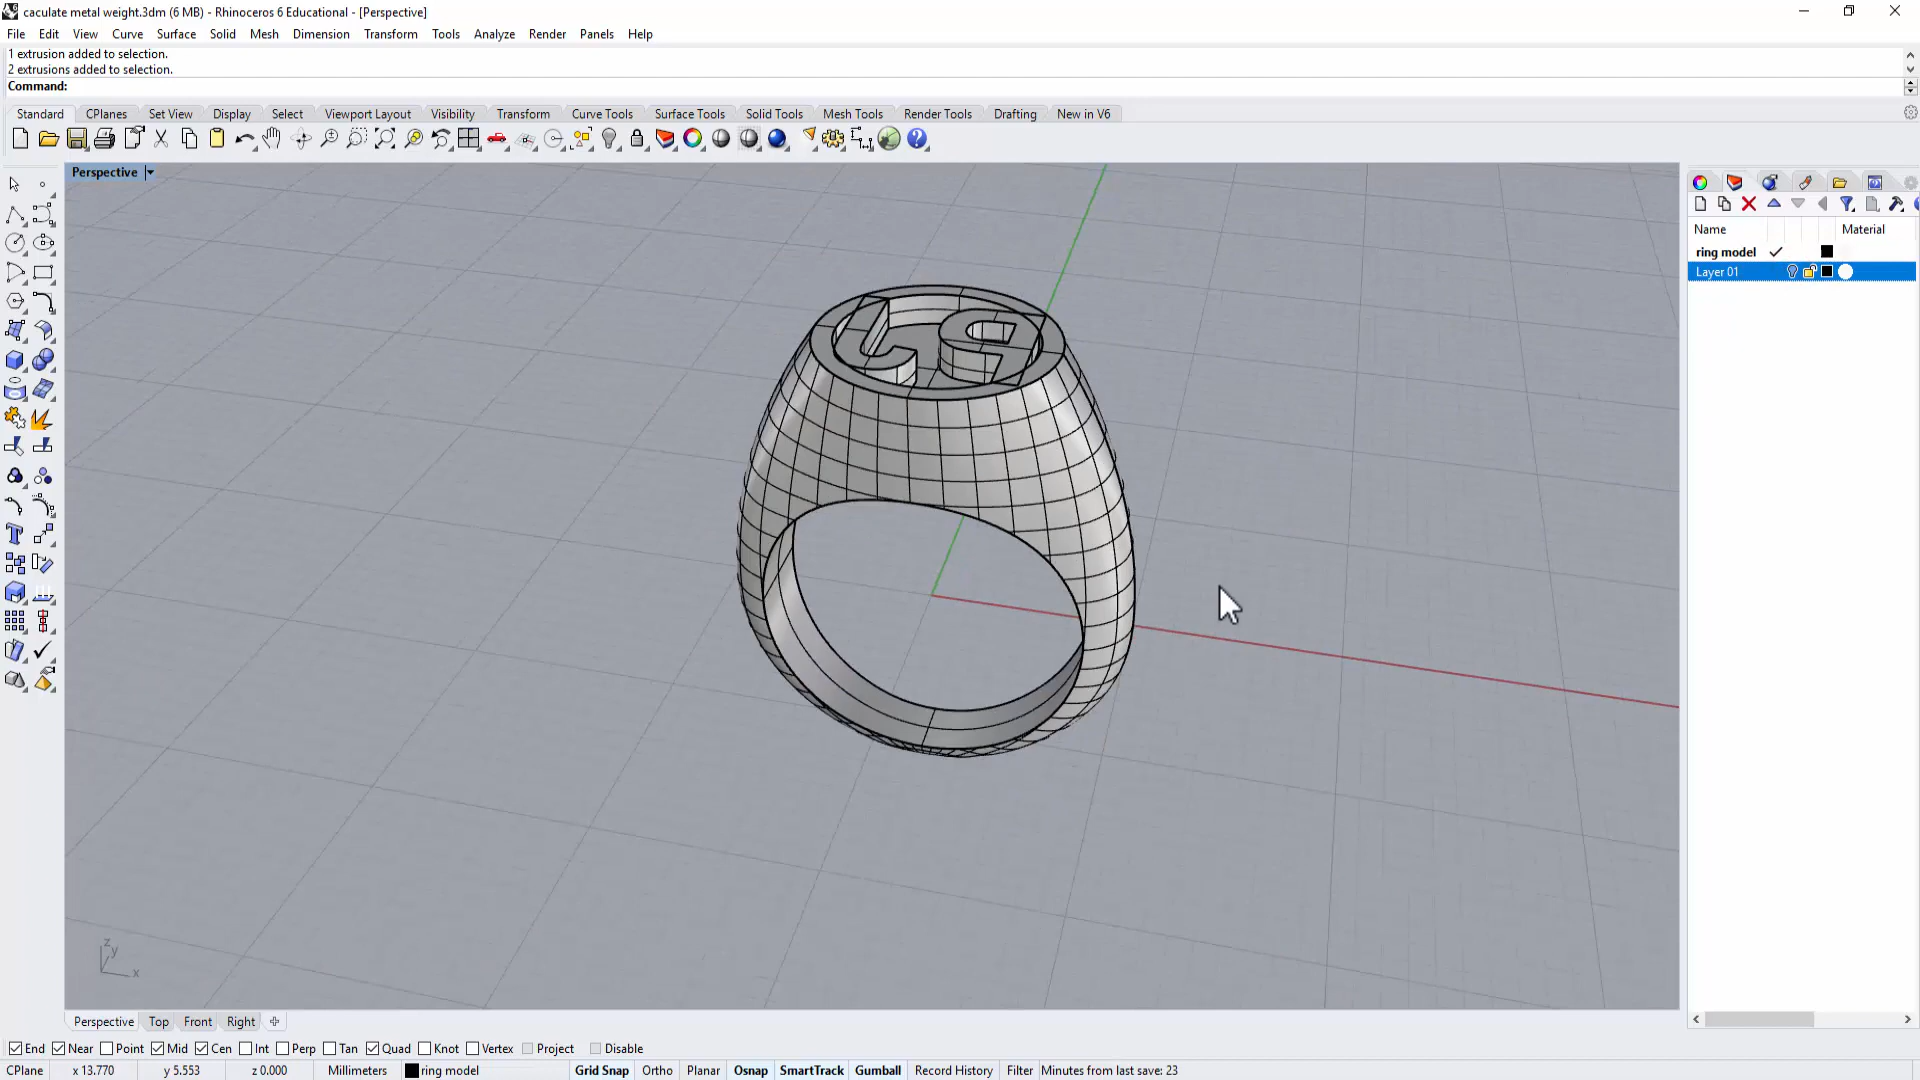 caculate metal weight.3dm (6 MB) - Rhinoceros 6 Educational - [Perspective]
File Edit View Curve Surface Solid Mesh Dimension Transform Tools Analyze Render Panels Help
1 extrusion added to selection.
2 extrusions added to selection.
Command:
Standard CPlanes Set View Display Select Viewport Layout Visibility Transform Curve Tools Surface Tools Solid Tools Mesh Tools Render Tools Drafting New in V6
Perspective
Name Material
ring model
Layer 01
z
y
x
Perspective Top Front Right
End Near Point Mid Cen Int Perp Tan Quad Knot Vertex Project Disable
CPlane x 13.770 y 5.553 z 0.000 Millimeters ring model Grid Snap Ortho Planar Osnap SmartTrack Gumball Record History Filter Minutes from last save: 23